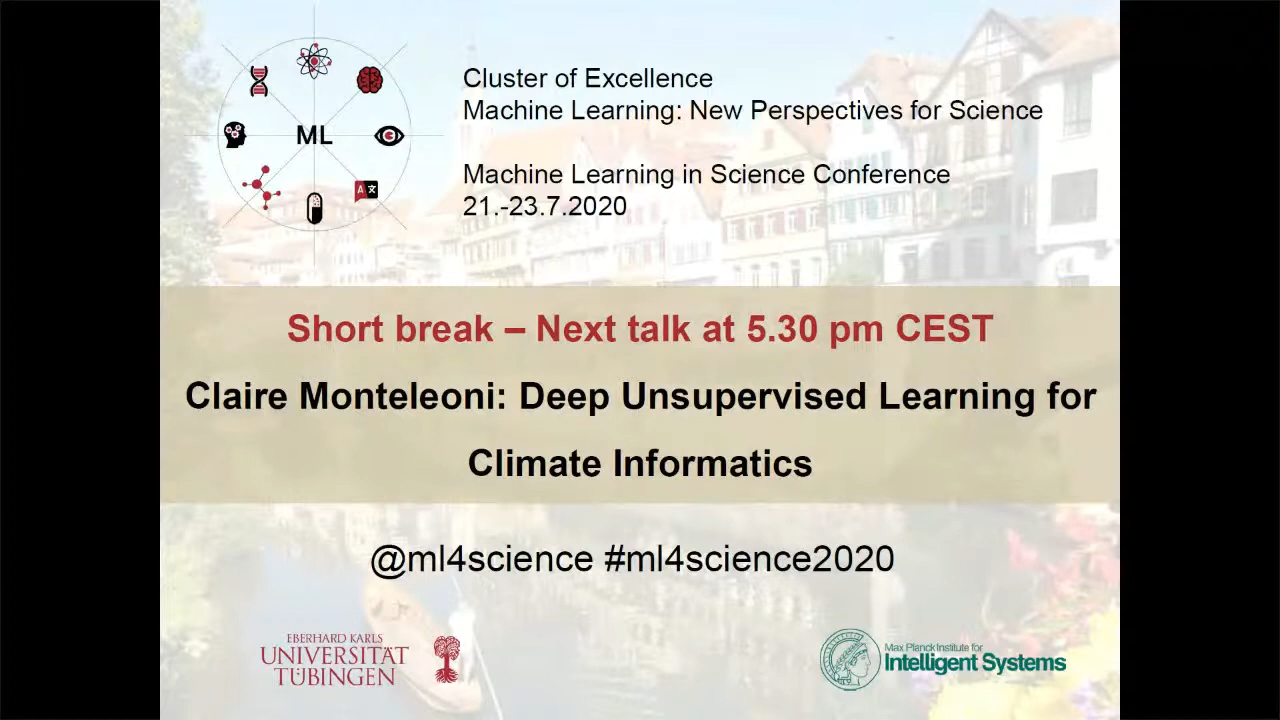 ML
A文
Cluster of Excellence
Machine Learning: New Perspectives for Science
Machine Learning in Science Conference
21.-23.7.2020
Short break – Next talk at 5.30 pm CEST
Claire Monteleoni: Deep Unsupervised Learning for
Climate Informatics
@ml4science #ml4science2020
EBERHARD KARLS
UNIVERSITÄT
TÜBINGEN
Max Planck Institute for
Intelligent Systems